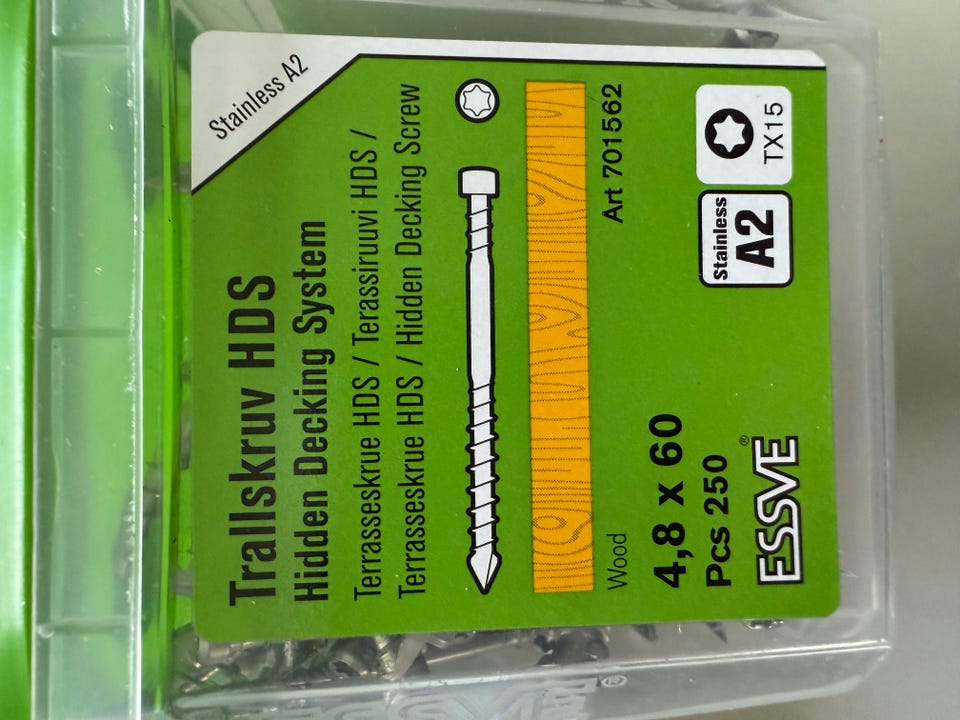 Stainless A2
Trallskruv HDS
Hidden Decking System
Terrasseskrue HDS / Terassiruuvi HDS /
Terrasseskrue HDS / Hidden Decking Screw
Wood
Art 701562
4,8 x 60
Pcs 250
Stainless
A2
TX15
ESSVE®
ESSVE®